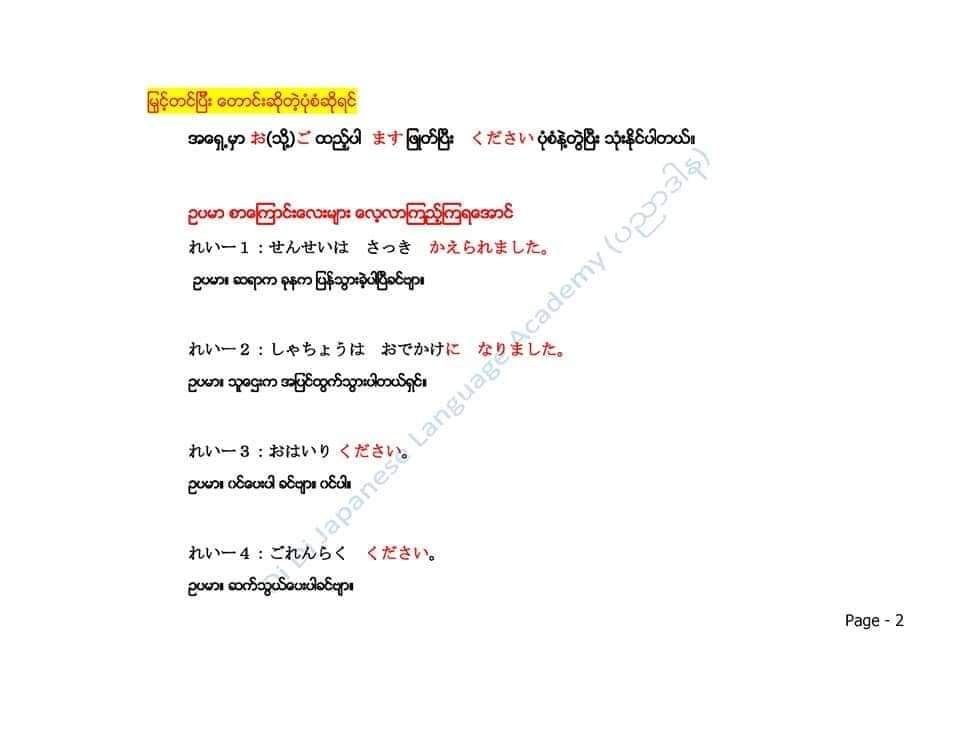 မြှင့်တင်ပြီး တောင်းဆိုတဲ့ပုံစံဆိုရင်
အရှေ့မှာ お(သို့)ご ထည့်ပါ ます ဖြုတ်ပြီး ください ပုံစံနဲ့တွဲပြီး သုံးနိုင်ပါတယ်။
ဥပမာ စာကြောင်းလေးများ လေ့လာကြည့်ကြရအောင်
れいー１：せんせいは　さっき　かえられました。
ဥပမာ။ ဆရာက ခုနက ပြန်သွားခဲ့ပါပြီခင်ဗျာ။
れいー２：しゃちょうは　おでかけに　なりました。
ဥပမာ။ သူဌေးက အပြင်ထွက်သွားပါတယ်ရှင်။
れいー３：おはいり ください。
ဥပမာ။ ဝင်ပေးပါ ခင်ဗျာ။ ဝင်ပါ။
れいー４：ごれんらく　ください。
ဥပမာ။ ဆက်သွယ်ပေးပါခင်ဗျာ။
Di Di Japanese Language Academy (ပညာဒါန)
Page - 2